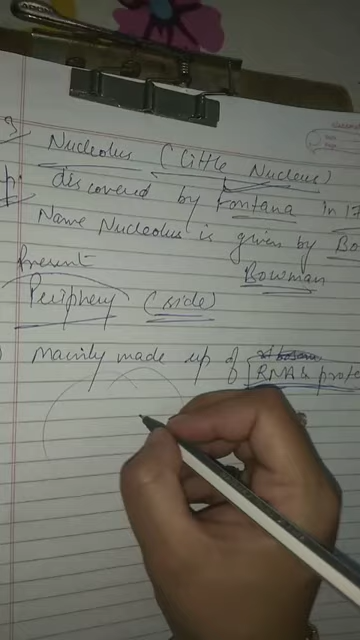 Nucleolus (Little Nucleus)
discovered by Fontana in 17
Name Nucleolus is given by Bo
Present Bowman
Periphery (side)
Mainly made up of RNA & prote